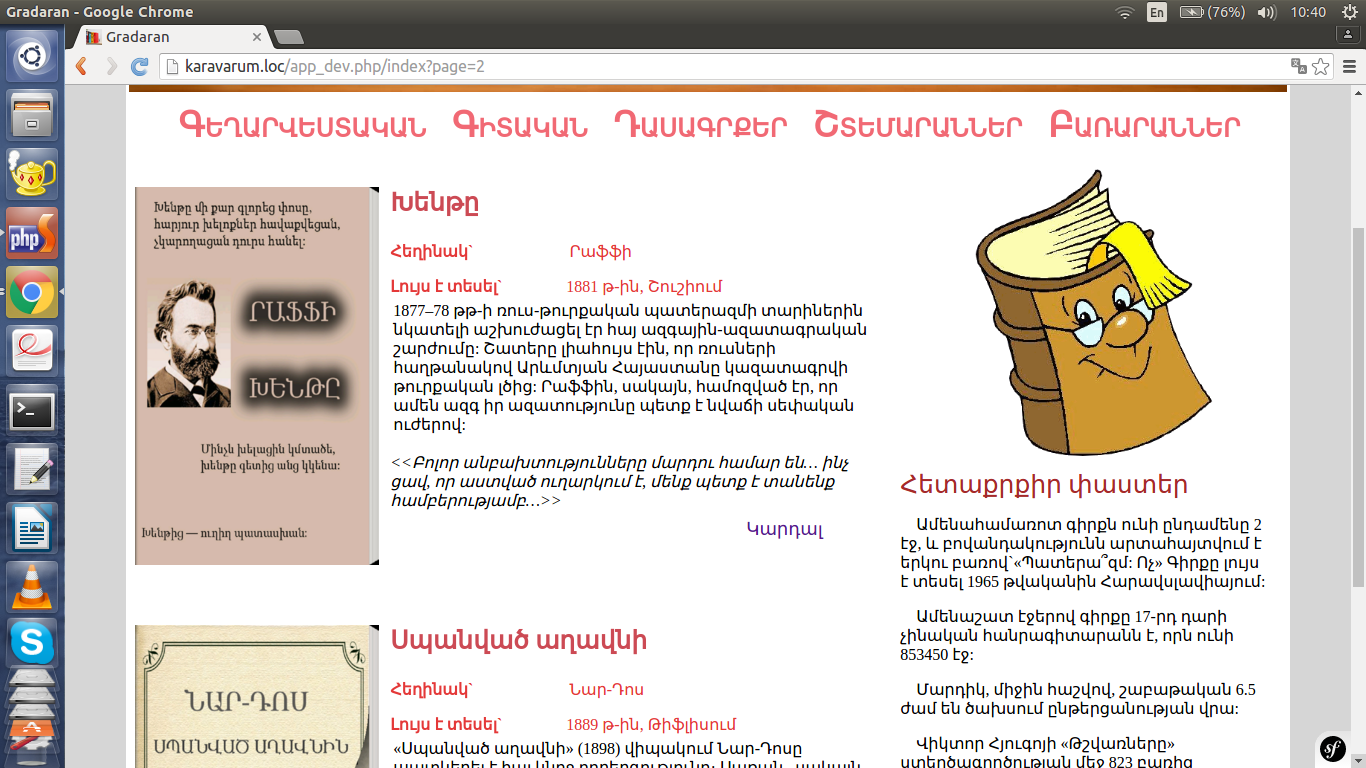 Gradaran - Google Chrome
En
(76%)
10:40
Gradaran
karavarum.loc/app_dev.php/index?page=2
ԳԵՂԱՐՎԵՍՏԱԿԱՆ ԳԻՏԱԿԱՆ ԴԱՍԱԳՐՔԵՐ ՇՏԵՄԱՐԱՆՆԵՐ ԲԱՌԱՐԱՆՆԵՐ
Խենթը մի քար գլորեց փոսը,
հարյուր խելոքներ հավաքվեցան,
չկարողացան դուրս հանել:
ՐԱՖՖԻ
ԽԵՆԹԸ
Մինչև խելացին կմտածե,
խենթը գետից անց կկենա:
Խենթից — ուղիղ պատասխան:
Խենթը
Հեղինակ` Րաֆֆի
Լույս է տեսել` 1881 թ-ին, Շուշիում
1877–78 թթ-ի ռուս-թուրքական պատերազմի տարիներին
նկատելի աշխուժացել էր հայ ազգային-ազատագրական
շարժումը: Շատերը լիահույս էին, որ ռուսների
հաղթանակով Արևմտյան Հայաստանը կազատագրվի
թուրքական լծից: Րաֆֆին, սակայն, համոզված էր, որ
ամեն ազգ իր ազատությունը պետք է նվաճի սեփական
ուժերով:
<<Բոլոր անբախտությունները մարդու համար են… ինչ
ցավ, որ աստված ուղարկում է, մենք պետք է տանենք
համբերությամբ…>>
Կարդալ
ՆԱՐ-ԴՈՍ
ՍՊԱՆՎԱԾ ԱՂԱՎՆԻՆ
Սպանված աղավնի
Հեղինակ` Նար-Դոս
Լույս է տեսել` 1889 թ-ին, Թիֆլիսում
«Սպանված աղավնի» (1898) վիպակում Նար-Դոսը
Հետաքրքիր փաստեր
Ամենահամառոտ գիրքն ունի ընդամենը 2
էջ, և բովանդակությունն արտահայտվում է
երկու բառով`«Պատերա՞զմ: Ոչ» Գիրքը լույս
է տեսել 1965 թվականին Հարավսլավիայում:
Ամենաշատ էջերով գիրքը 17-րդ դարի
չինական հանրագիտարանն է, որն ունի
853450 էջ:
Մարդիկ, միջին հաշվով, շաբաթական 6.5
ժամ են ծախսում ընթերցանության վրա:
Վիկտոր Հյուգոյի «Թշվառները»
ստեղծագործության մեջ 823 բառից
sf